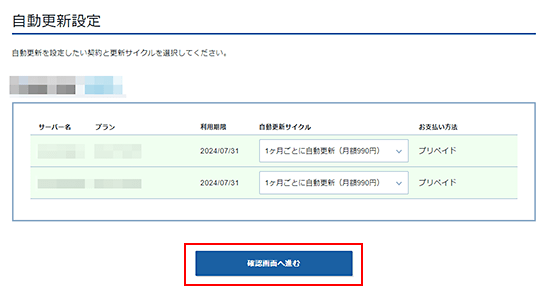 自動更新設定
自動更新を設定したい契約と更新サイクルを選択してください。
サーバー名 プラン 利用期限 自動更新サイクル お支払い方法
2024/07/31 1ヶ月ごとに自動更新（月額990円） プリペイド
2024/07/31 1ヶ月ごとに自動更新（月額990円） プリペイド
確認画面へ進む